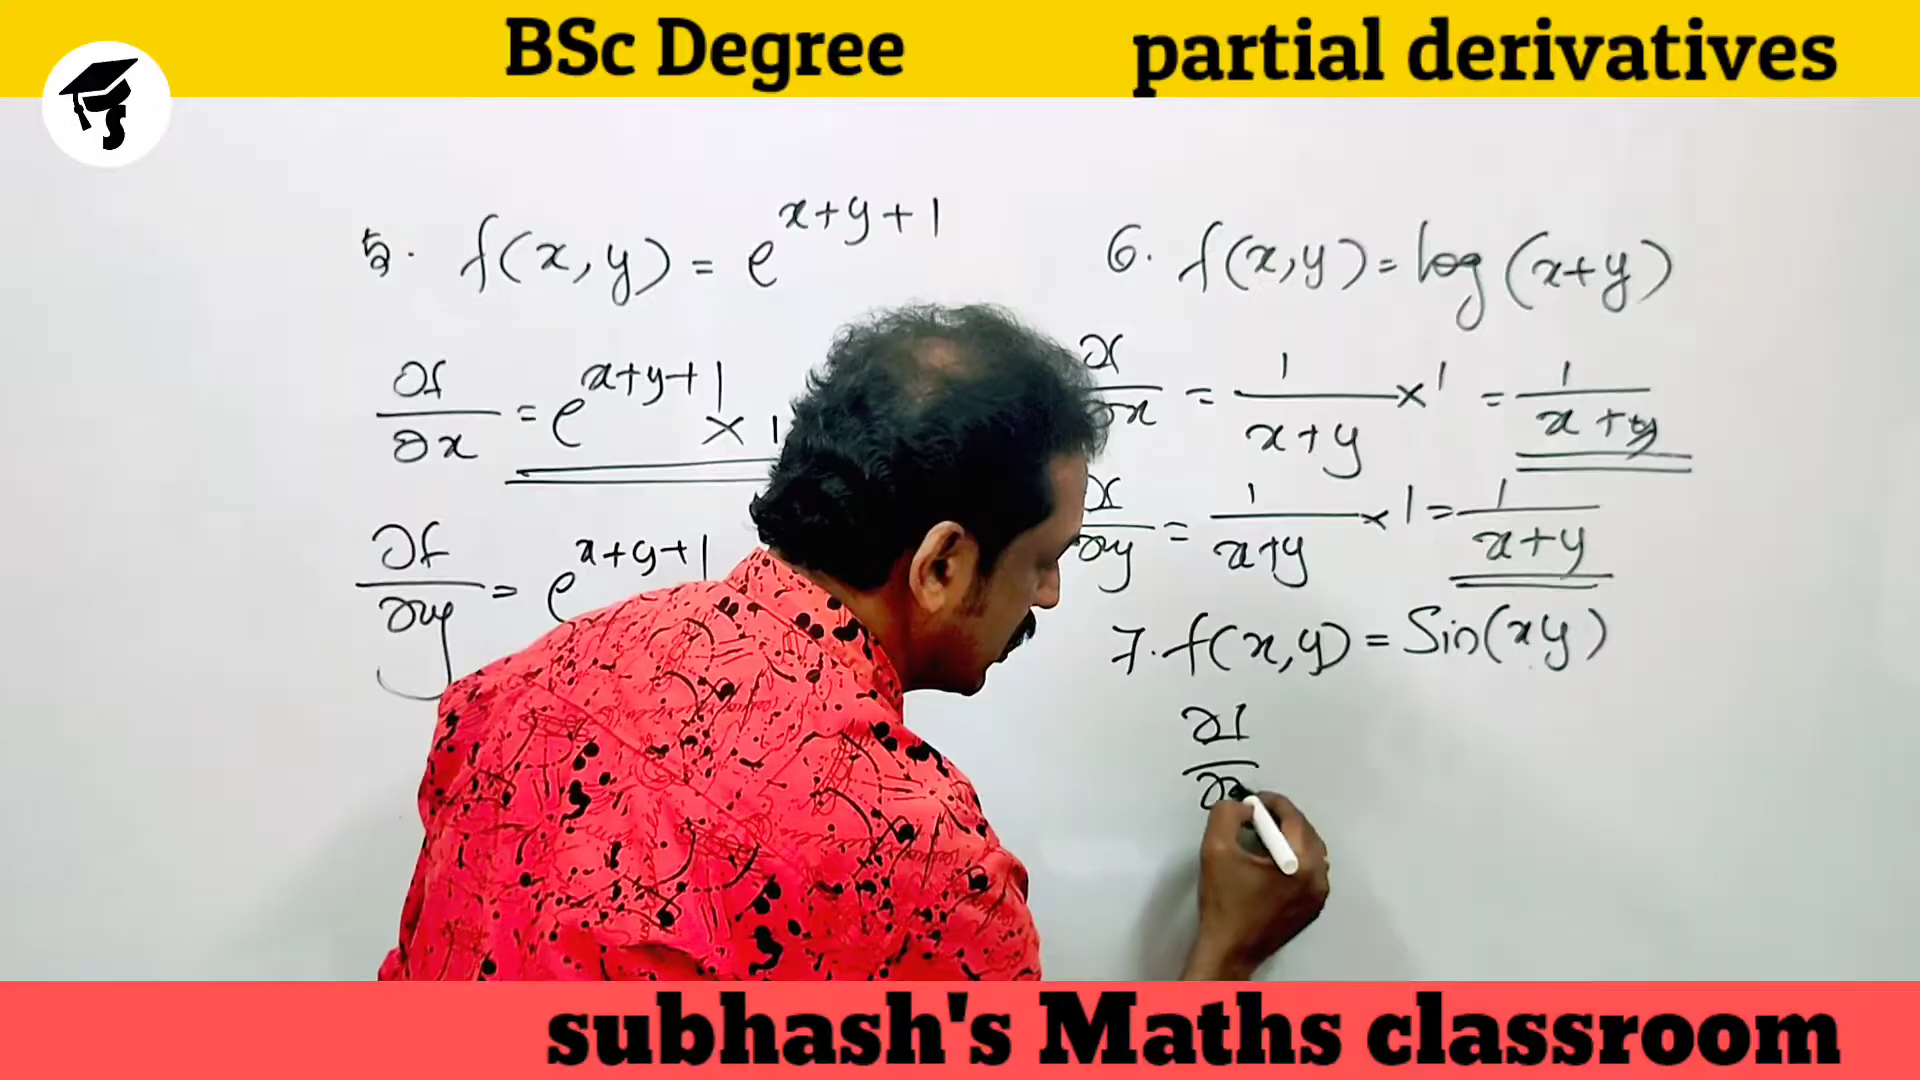 BSc Degree
partial derivatives
5. f(x,y) = e^{x+y+1}
∂f/∂x = e^{x+y+1} × 1
∂f/∂y = e^{x+y+1}
6. f(x,y) = log(x+y)
∂f/∂x = 1/(x+y) × 1 = 1/(x+y)
∂f/∂y = 1/(x+y) × 1 = 1/(x+y)
7. f(x,y) = Sin(xy)
∂f/∂x
subhash's Maths classroom